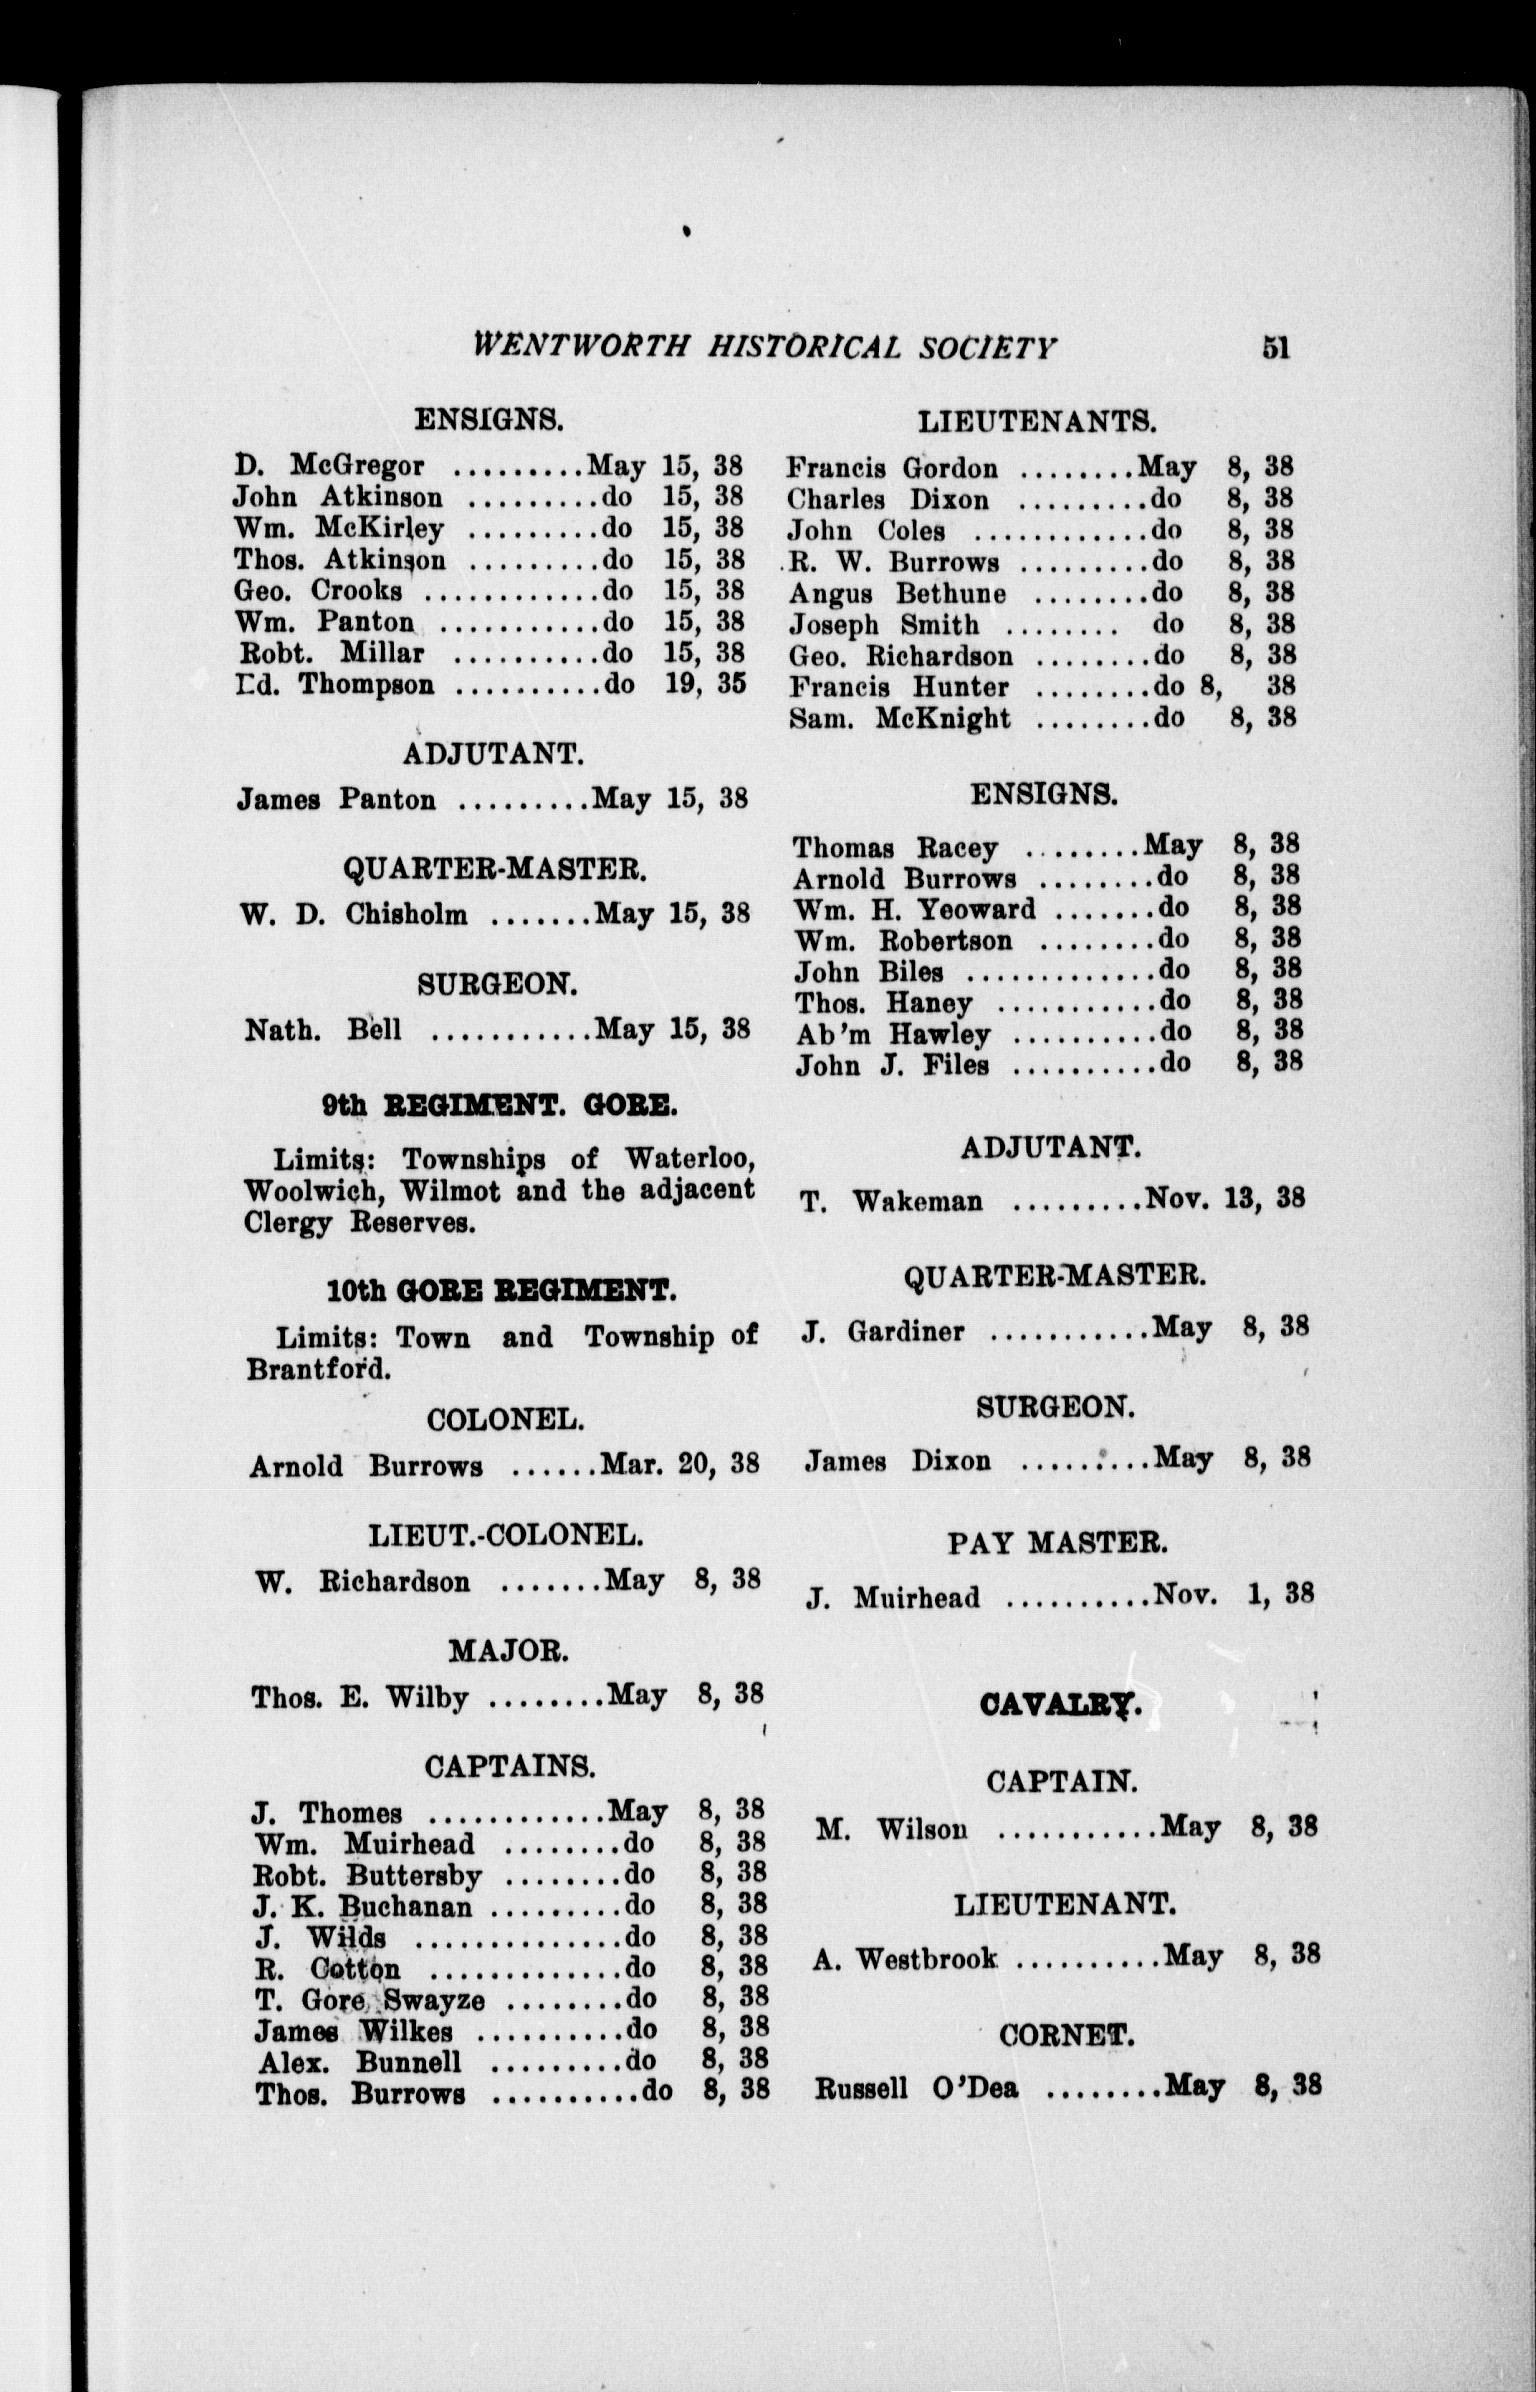 WENTWORTH HISTORICAL SOCIETY 51
ENSIGNS.
D. McGregor .........May 15, 38
John Atkinson .........do 15, 38
Wm. McKirley .........do 15, 38
Thos. Atkinson .........do 15, 38
Geo. Crooks ............do 15, 38
Wm. Panton ...........do 15, 38
Robt. Millar ..........do 15, 38
Ed. Thompson ..........do 19, 35
ADJUTANT.
James Panton .........May 15, 38
QUARTER-MASTER.
W. D. Chisholm .......May 15, 38
SURGEON.
Nath. Bell ...........May 15, 38
9th REGIMENT. GORE.
Limits: Townships of Waterloo,
Woolwich, Wilmot and the adjacent
Clergy Reserves.
10th GORE REGIMENT.
Limits: Town and Township of
Brantford.
COLONEL.
Arnold Burrows ......Mar. 20, 38
LIEUT.-COLONEL.
W. Richardson .......May 8, 38
MAJOR.
Thos. E. Wilby ........May 8, 38
CAPTAINS.
J. Thomes ............May 8, 38
Wm. Muirhead ........do 8, 38
Robt. Buttersby ........do 8, 38
J. K. Buchanan .........do 8, 38
J. Wilds ..............do 8, 38
R. Cotton .............do 8, 38
T. Gore Swayze ........do 8, 38
James Wilkes ..........do 8, 38
Alex. Bunnell .........do 8, 38
Thos. Burrows ..........do 8, 38
LIEUTENANTS.
Francis Gordon ........May 8, 38
Charles Dixon .........do 8, 38
John Coles ............do 8, 38
R. W. Burrows .........do 8, 38
Angus Bethune ........do 8, 38
Joseph Smith ........ do 8, 38
Geo. Richardson ........do 8, 38
Francis Hunter ........do 8, 38
Sam. McKnight ........do 8, 38
ENSIGNS.
Thomas Racey ........May 8, 38
Arnold Burrows ........do 8, 38
Wm. H. Yeoward .......do 8, 38
Wm. Robertson ........do 8, 38
John Biles .............do 8, 38
Thos. Haney ...........do 8, 38
Ab'm Hawley ..........do 8, 38
John J. Files ..........do 8, 38
ADJUTANT.
T. Wakeman .........Nov. 13, 38
QUARTER-MASTER.
J. Gardiner ...........May 8, 38
SURGEON.
James Dixon .........May 8, 38
PAY MASTER.
J. Muirhead ..........Nov. 1, 38
CAVALRY.
CAPTAIN.
M. Wilson ...........May 8, 38
LIEUTENANT.
A. Westbrook ..........May 8, 38
CORNET.
Russell O'Dea ........May 8, 38